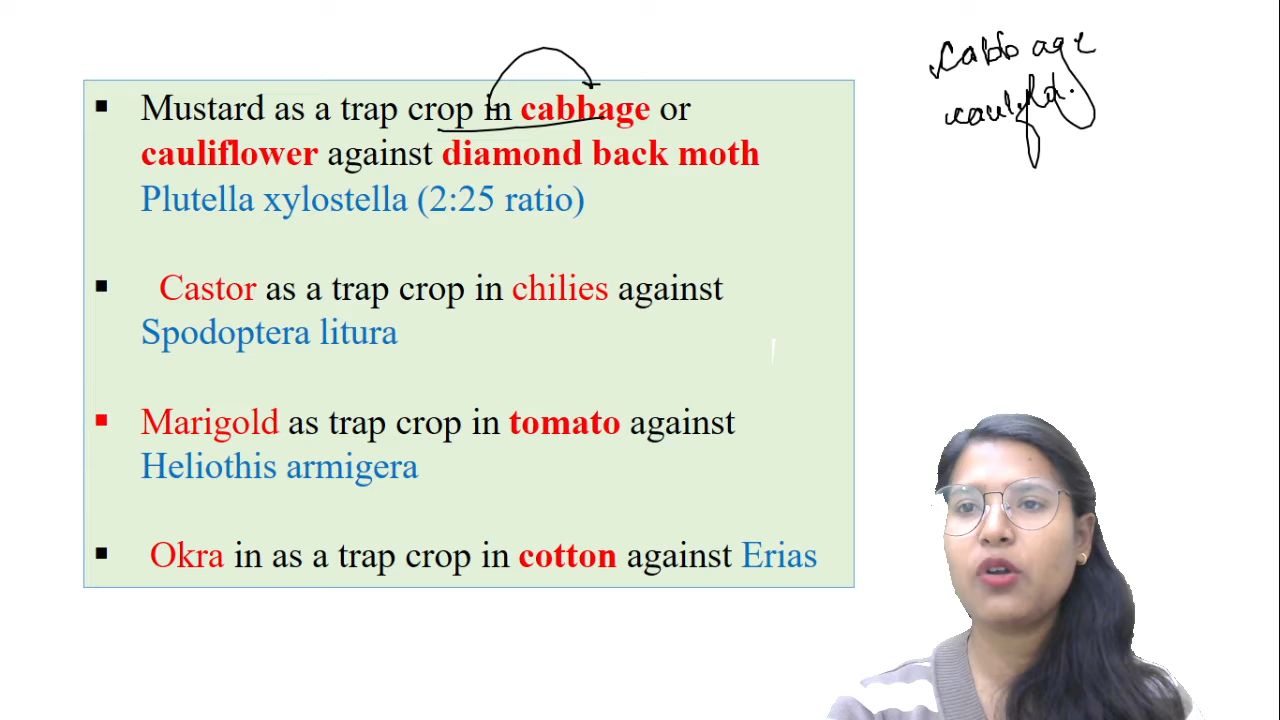 Mustard as a trap crop in cabbage or
cauliflower against diamond back moth
Plutella xylostella (2:25 ratio)
Castor as a trap crop in chilies against
Spodoptera litura
Marigold as trap crop in tomato against
Heliothis armigera
Okra in as a trap crop in cotton against Erias
cabbage